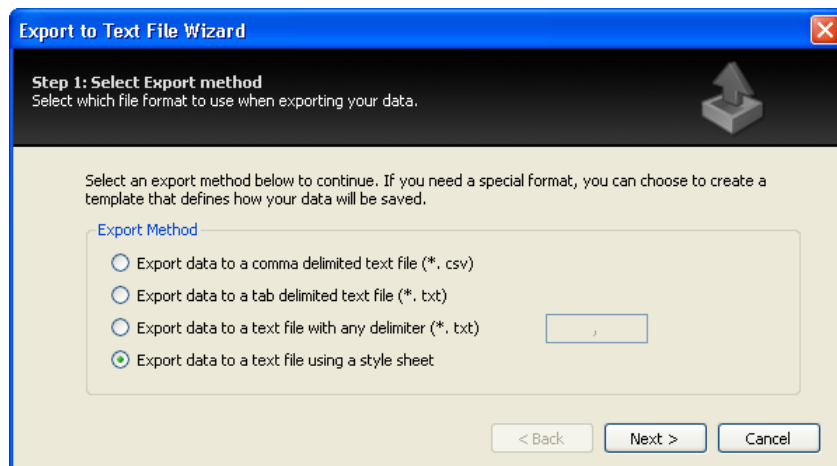 Export to Text File Wizard
Step 1: Select Export method
Select which file format to use when exporting your data.
Select an export method below to continue. If you need a special format, you can choose to create a
template that defines how your data will be saved.
Export Method
Export data to a comma delimited text file (*. csv)
Export data to a tab delimited text file (*. txt)
Export data to a text file with any delimiter (*. txt) ,
Export data to a text file using a style sheet
< Back Next > Cancel